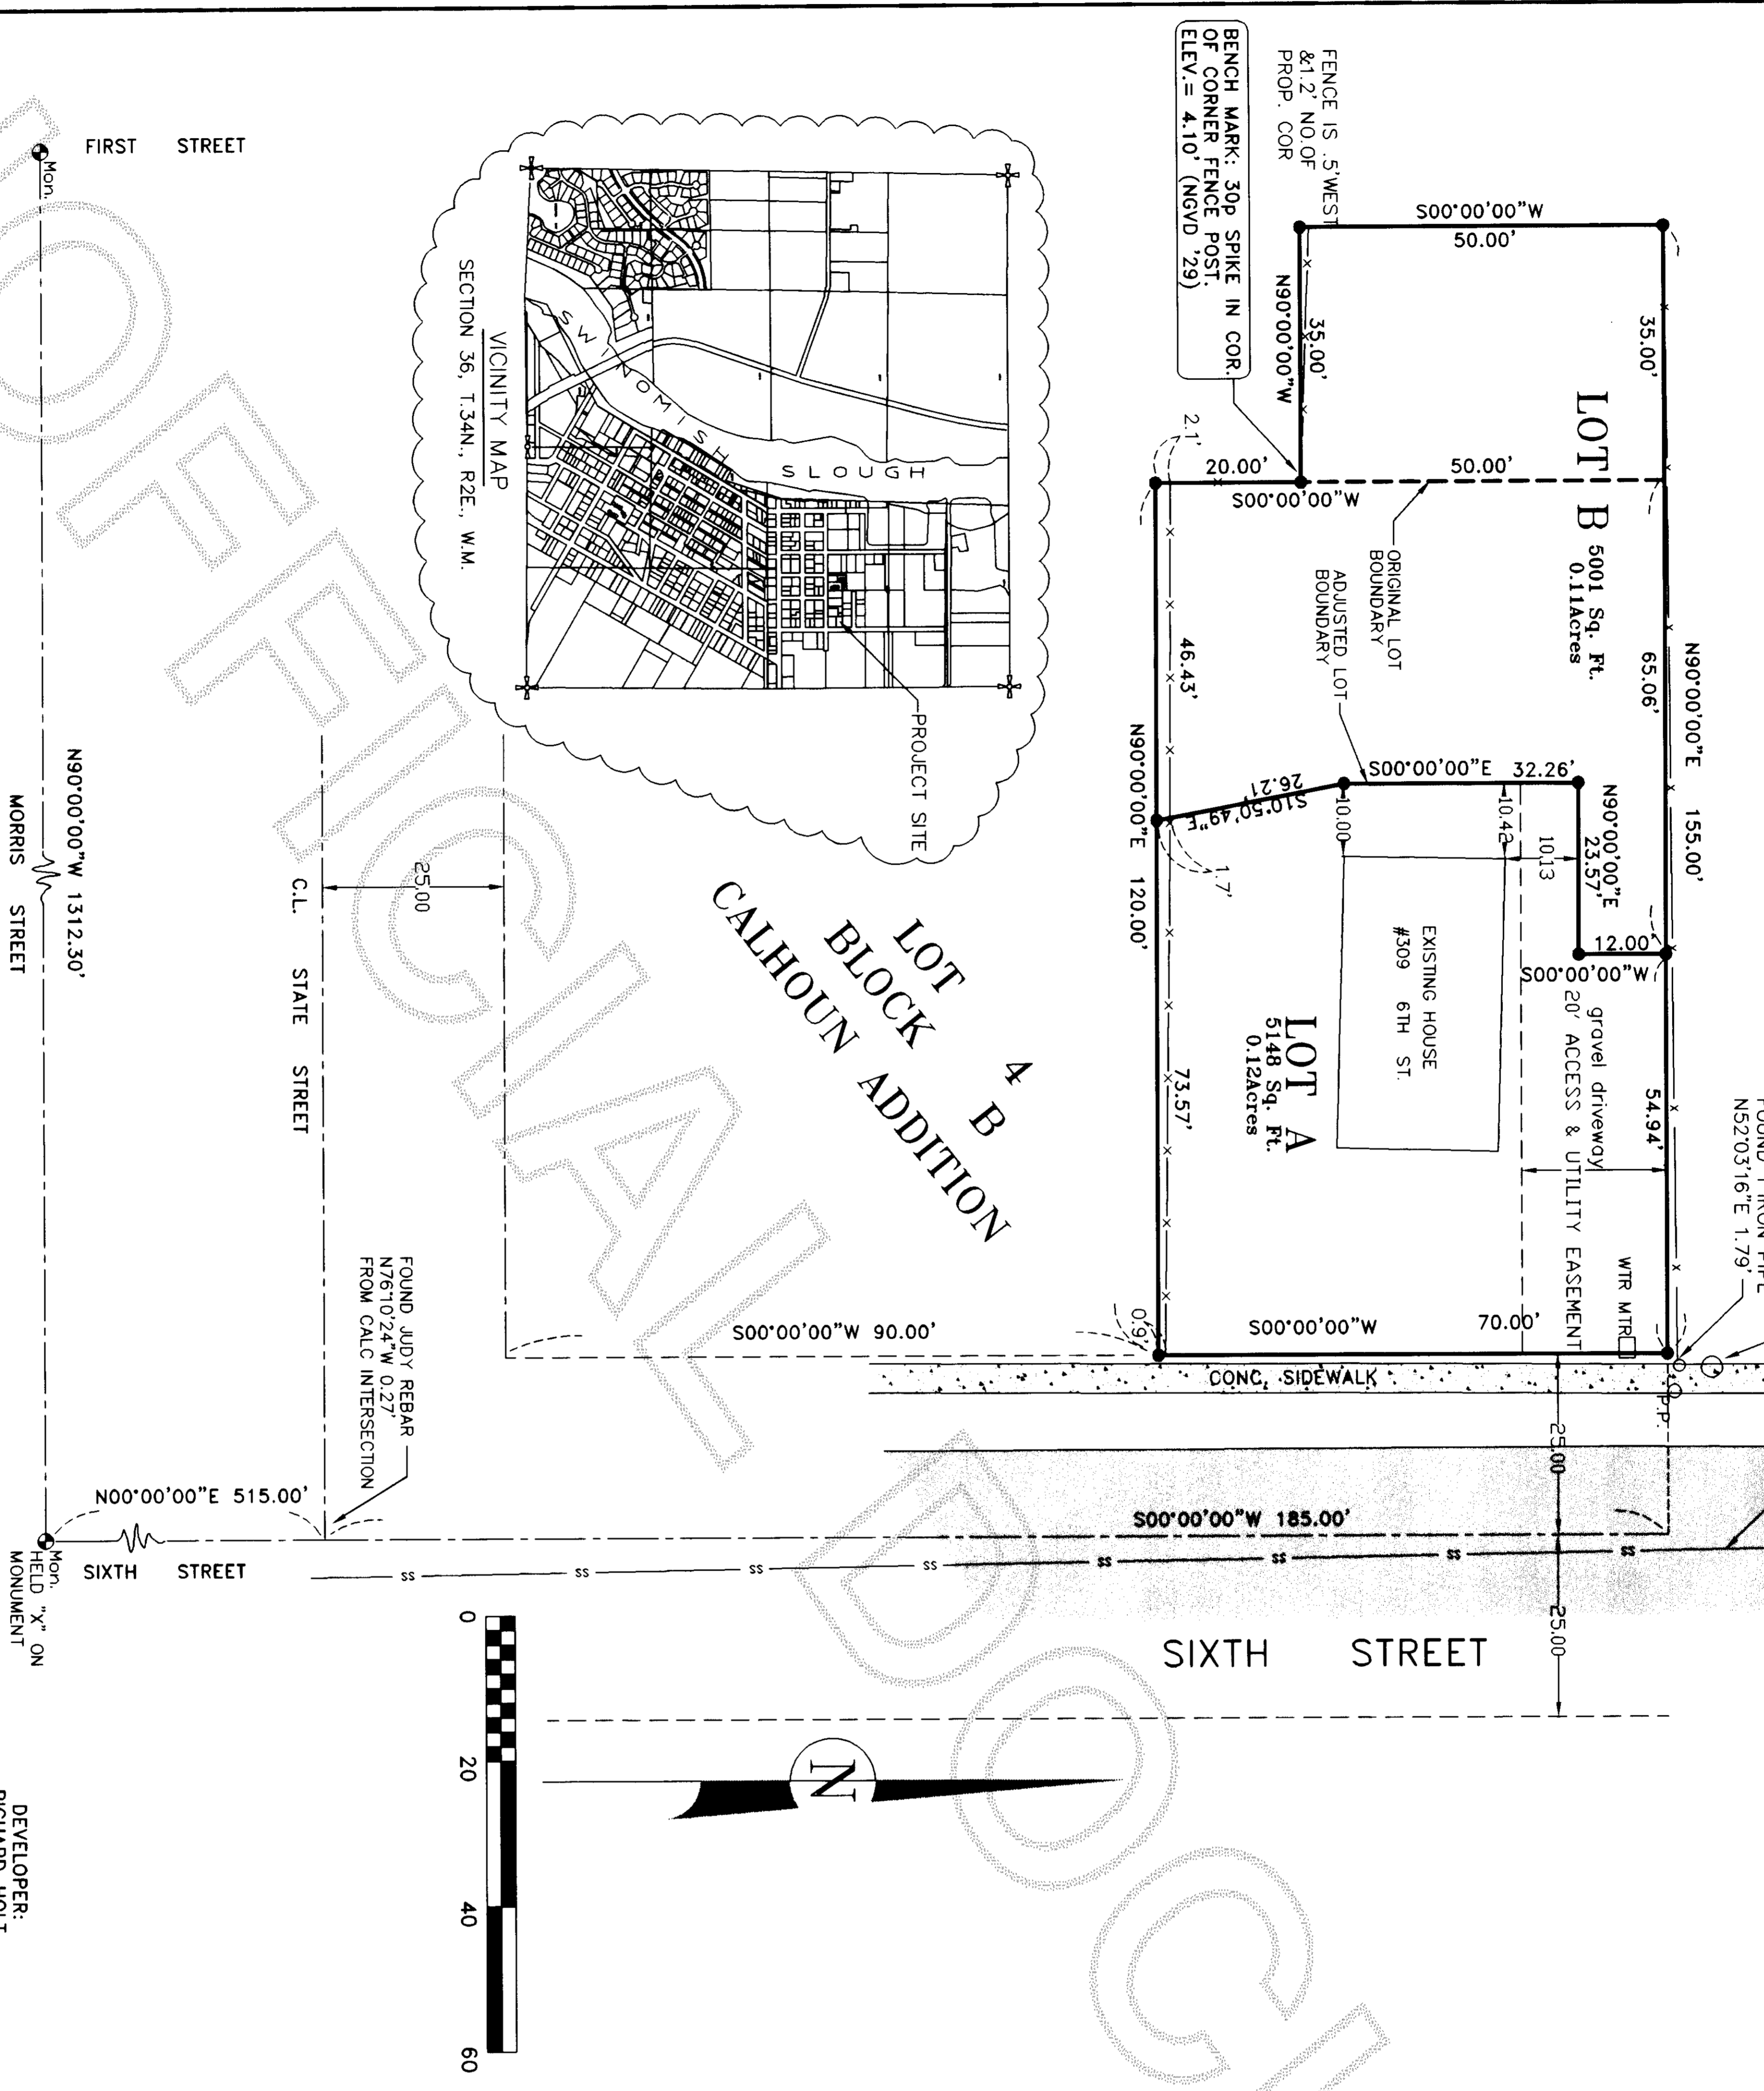 FENCE IS .5'WEST
&1.2' NO.OF
PROP. COR
BENCH MARK: 30p SPIKE IN COR.
OF CORNER FENCE POST.
ELEV.= 4.10' (NGVD '29)
S00°00'00"W
50.00'
35.00'
N90°00'00"W
35.00'
LOT B
5001 Sq. Ft.
0.11Acres
50.00'
20.00'
S00°00'00"W
2.1'
ORIGINAL LOT
BOUNDARY
ADJUSTED LOT
BOUNDARY
65.06'
N90°00'00"E 155.00'
46.43'
N90°00'00"E 120.00'
S00°00'00"E 32.26'
S10°50'49"E
26.21'
N90°00'00"E
23.57'
12.00'
S00°00'00"W
10.00
10.42
10.13
1.7'
EXISTING HOUSE
#309 6TH ST.
LOT A
5148 Sq. Ft.
0.12Acres
gravel driveway
20' ACCESS & UTILITY EASEMENT
54.94'
73.57'
N52°03'16"E 1.79'
WTR MTR
S00°00'00"W 70.00'
0.9'
CONC. SIDEWALK
P.P.
25.00
25.00
S00°00'00"W 185.00'
SS SS SS SS SS SS SS SS
SIXTH STREET
SWINOMISH SLOUGH
PROJECT SITE
VICINITY MAP
SECTION 36, T.34N., R2E., W.M.
LOT 4
BLOCK B
CALHOUN ADDITION
25.00
C.L. STATE STREET
S00°00'00"W 90.00'
FOUND JUDY REBAR
N76°10'24"W 0.27'
FROM CALC INTERSECTION
FIRST STREET
Mon.
N90°00'00"W 1312.30'
MORRIS STREET
N00°00'00"E 515.00'
SIXTH STREET
Mon.
HELD "X" ON
MONUMENT
N
0 20 40 60
DEVELOPER: